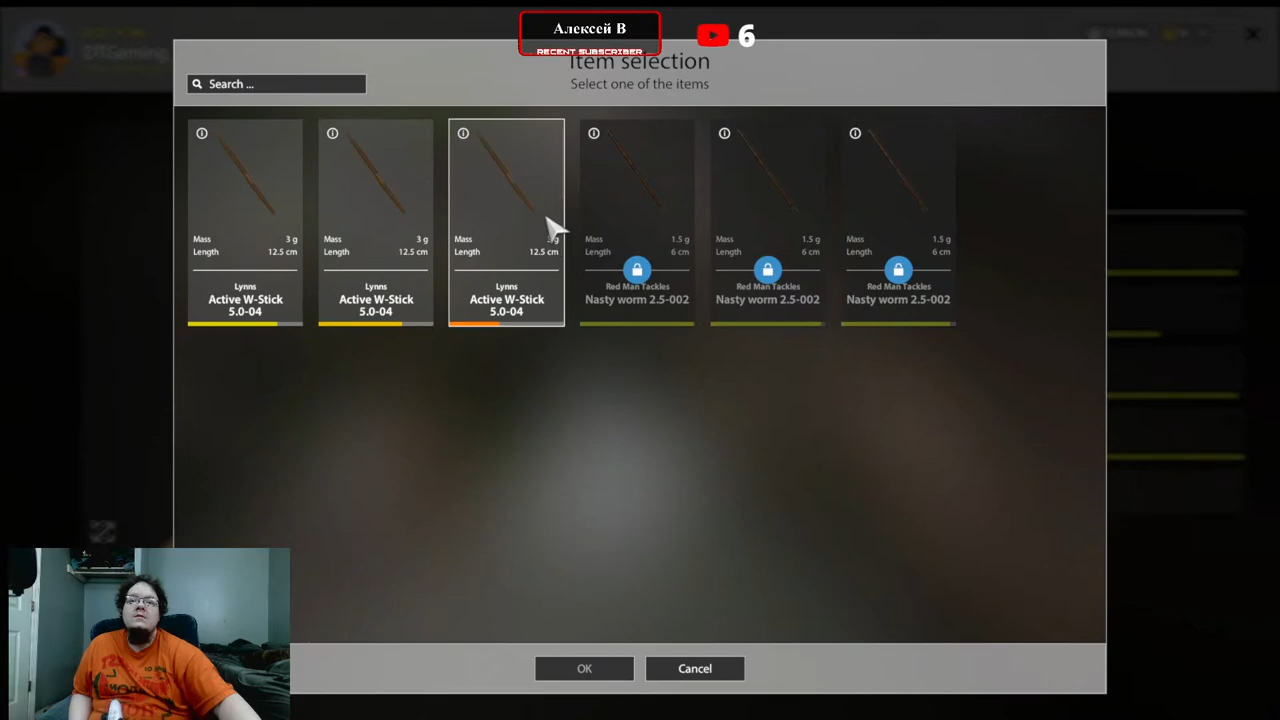 Алексей В
RECENT SUBSCRIBER
6
Item selection
Select one of the items
Search ...
Mass 3 g
Length 12.5 cm
Lynns
Active W-Stick
5.0-04
Mass 3 g
Length 12.5 cm
Lynns
Active W-Stick
5.0-04
Mass 3 g
Length 12.5 cm
Lynns
Active W-Stick
5.0-04
Mass 1.5 g
Length 6 cm
Red Man Tackles
Nasty worm 2.5-002
Mass 1.5 g
Length 6 cm
Red Man Tackles
Nasty worm 2.5-002
Mass 1.5 g
Length 6 cm
Red Man Tackles
Nasty worm 2.5-002
OK
Cancel